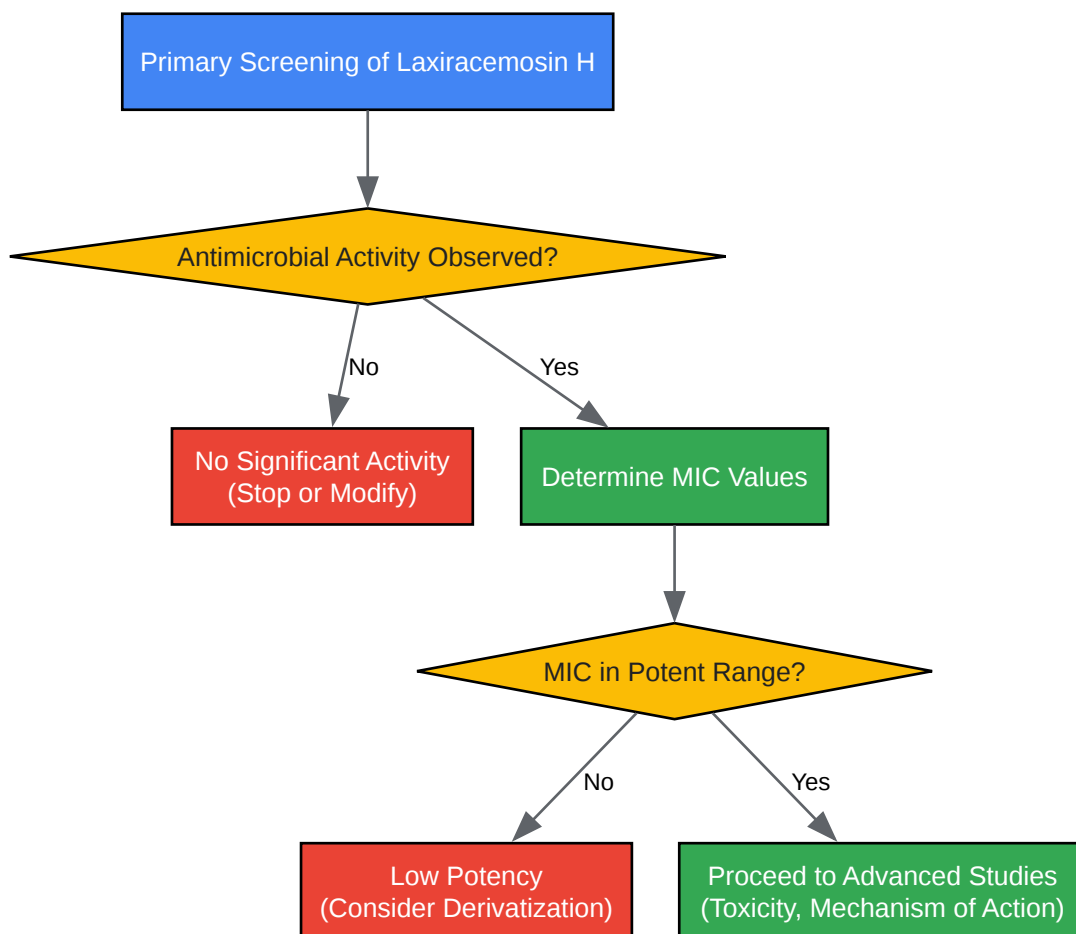 Primary Screening of Laxiracemosin H
Antimicrobial Activity Observed?
No
Yes
No Significant Activity
(Stop or Modify)
Determine MIC Values
MIC in Potent Range?
No
Yes
Low Potency
(Consider Derivatization)
Proceed to Advanced Studies
(Toxicity, Mechanism of Action)